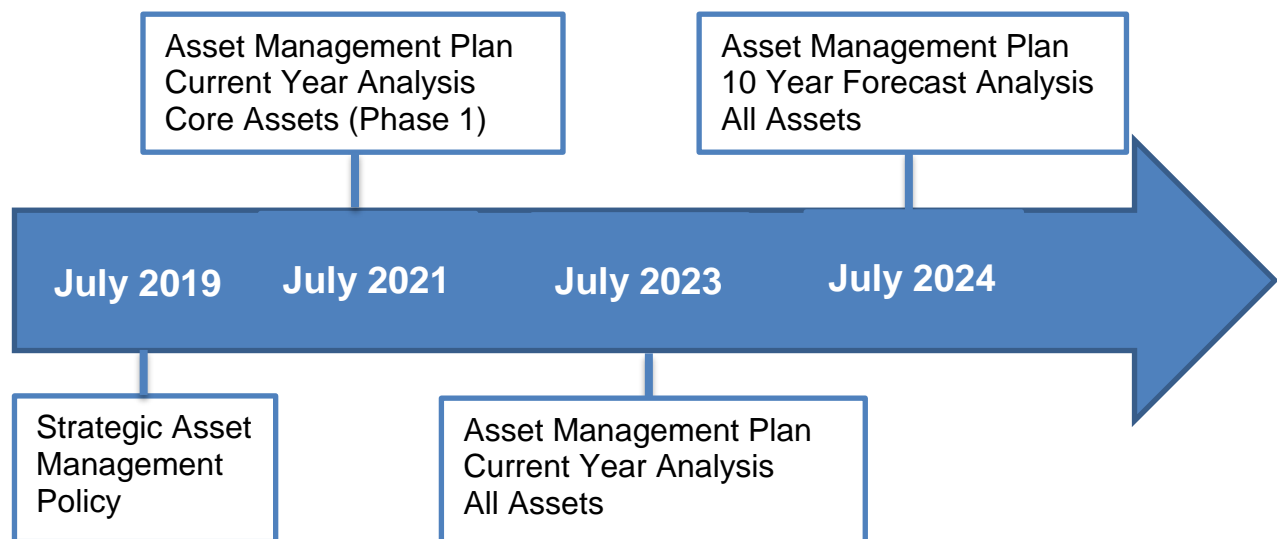 Asset Management Plan
Current Year Analysis
Core Assets (Phase 1)
Asset Management Plan
10 Year Forecast Analysis
All Assets
July 2019
July 2021
July 2023
July 2024
Strategic Asset
Management
Policy
Asset Management Plan
Current Year Analysis
All Assets